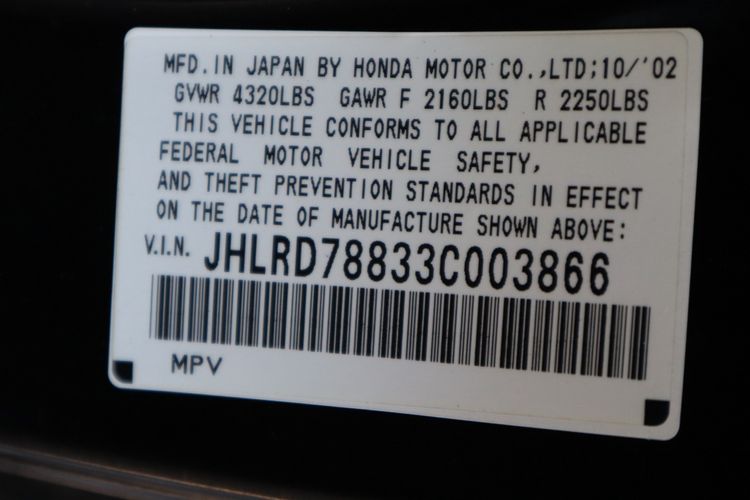 MFD. IN JAPAN BY HONDA MOTOR CO.,LTD;10/'02
GVWR 4320LBS GAWR F 2160LBS R 2250LBS
THIS VEHICLE CONFORMS TO ALL APPLICABLE
FEDERAL MOTOR VEHICLE SAFETY,
AND THEFT PREVENTION STANDARDS IN EFFECT
ON THE DATE OF MANUFACTURE SHOWN ABOVE:
V.I.N. JHLRD78833C003866
MPV